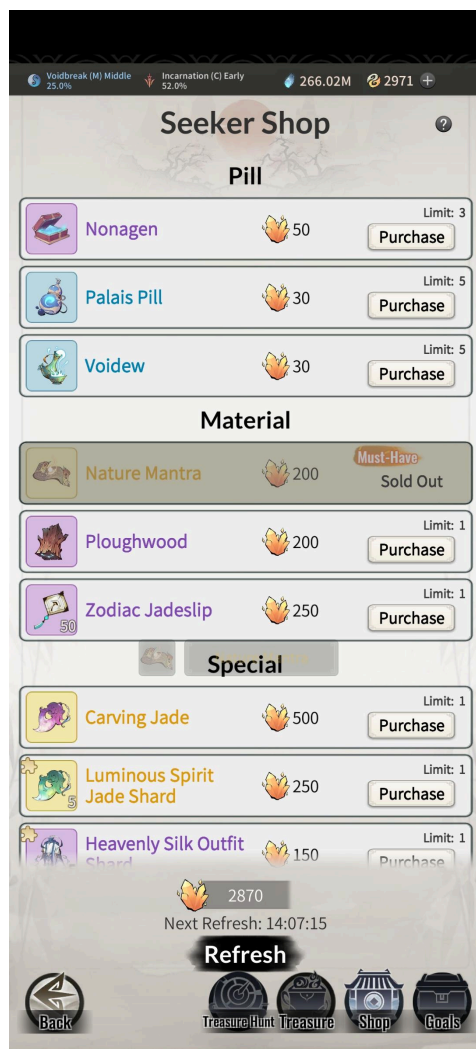 Voidbreak (M) Middle
25.0%
Incarnation (C) Early
52.0%
266.02M
2971 +
Seeker Shop
?
Pill
Limit: 3
Nonagen
50
Purchase
Limit: 5
Palais Pill
30
Purchase
Limit: 5
Voidew
30
Purchase
Material
Must-Have
Nature Mantra
200
Sold Out
Limit: 1
Ploughwood
200
Purchase
Limit: 1
Zodiac Jadeslip
50
250
Purchase
Special
Limit: 1
Carving Jade
500
Purchase
Limit: 1
Luminous Spirit
Jade Shard
5
250
Purchase
Limit: 1
Heavenly Silk Outfit
Shard
150
Purchase
2870
Next Refresh: 14:07:15
Refresh
Back
Treasure Hunt
Treasure
Shop
Goals